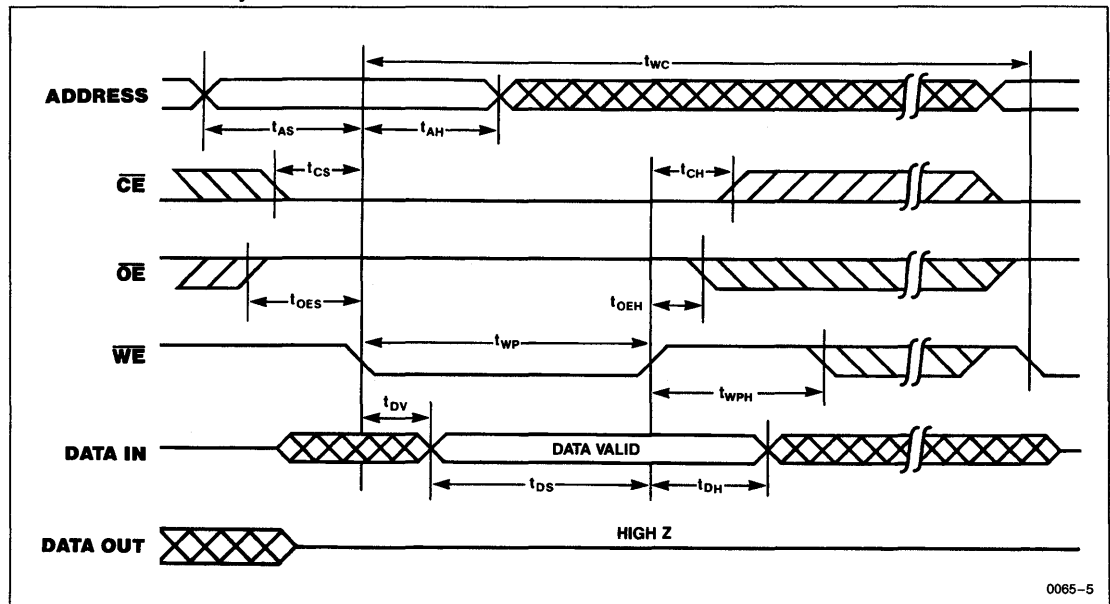 tWC
ADDRESS
tAS
tAH
tCS
tCH
CE
OE
tOES
tOEH
WE
tWP
tWPH
tDV
DATA IN
DATA VALID
tDS
tDH
HIGH Z
DATA OUT
0065-5